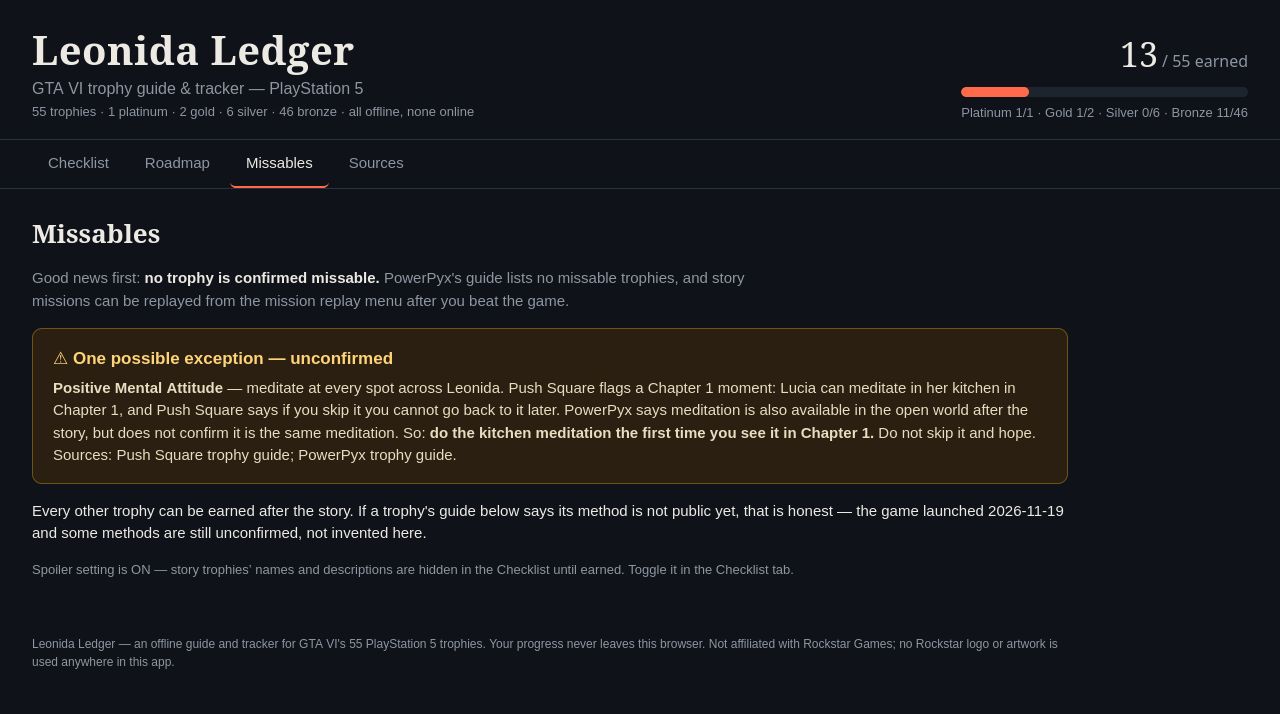 Leonida Ledger
GTA VI trophy guide & tracker — PlayStation 5
55 trophies · 1 platinum · 2 gold · 6 silver · 46 bronze · all offline, none online
13 / 55 earned
Platinum 1/1 · Gold 1/2 · Silver 0/6 · Bronze 11/46
Checklist Roadmap Missables Sources
Missables
Good news first: no trophy is confirmed missable. PowerPyx's guide lists no missable trophies, and story
missions can be replayed from the mission replay menu after you beat the game.
⚠ One possible exception — unconfirmed
Positive Mental Attitude — meditate at every spot across Leonida. Push Square flags a Chapter 1 moment: Lucia can meditate in her kitchen in
Chapter 1, and Push Square says if you skip it you cannot go back to it later. PowerPyx says meditation is also available in the open world after the
story, but does not confirm it is the same meditation. So: do the kitchen meditation the first time you see it in Chapter 1. Do not skip it and hope.
Sources: Push Square trophy guide; PowerPyx trophy guide.
Every other trophy can be earned after the story. If a trophy's guide below says its method is not public yet, that is honest — the game launched 2026-11-19
and some methods are still unconfirmed, not invented here.
Spoiler setting is ON — story trophies' names and descriptions are hidden in the Checklist until earned. Toggle it in the Checklist tab.
Leonida Ledger — an offline guide and tracker for GTA VI's 55 PlayStation 5 trophies. Your progress never leaves this browser. Not affiliated with Rockstar Games; no Rockstar logo or artwork is
used anywhere in this app.